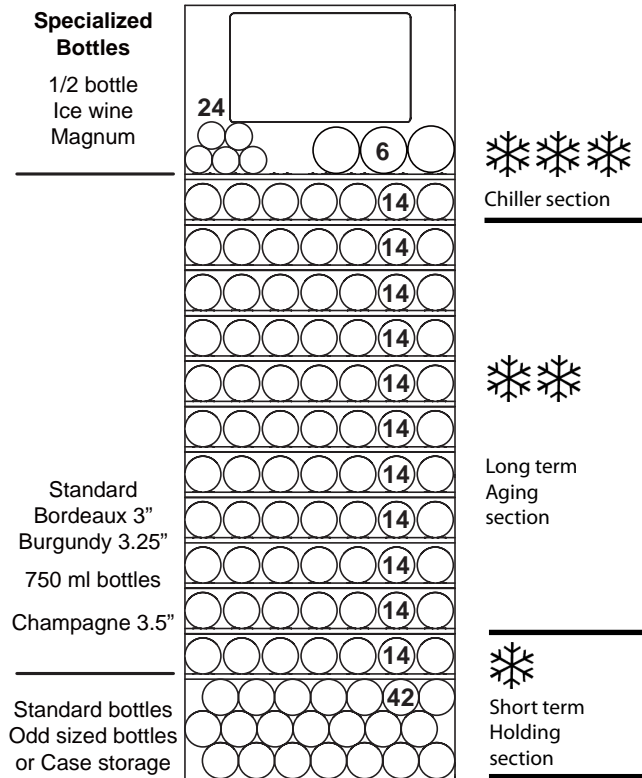 Specialized
Bottles
1/2 bottle
Ice wine
Magnum
24
6
Chiller section
14
14
14
14
14
14
14
14
14
14
14
Long term
Aging
section
Standard
Bordeaux 3”
Burgundy 3.25”
750 ml bottles
Champagne 3.5”
42
Standard bottles
Odd sized bottles
or Case storage
Short term
Holding
section